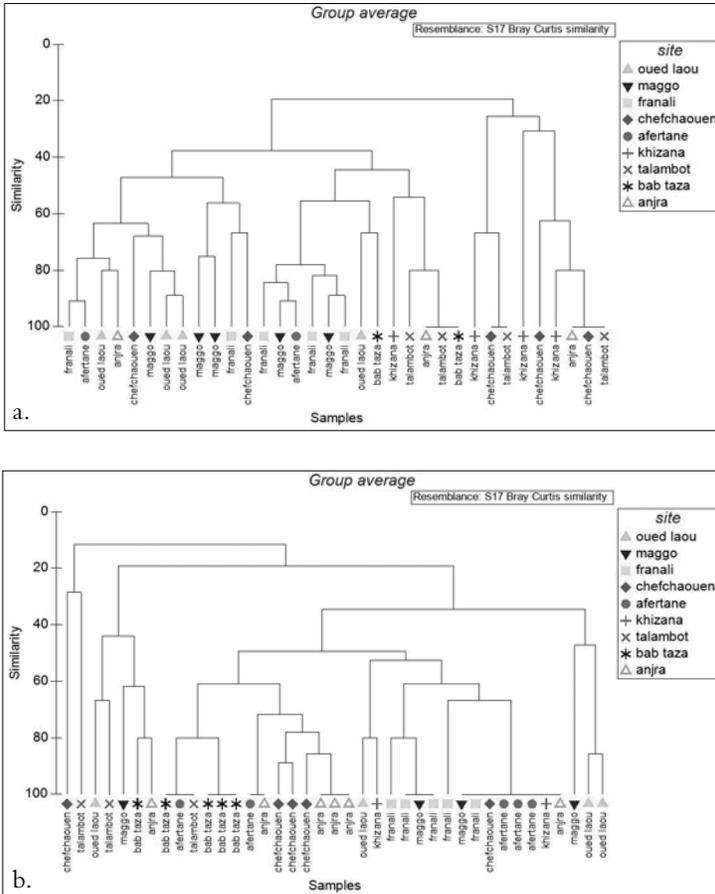 Group average
Resemblance: S17 Bray Curtis similarity
Similarity
0
20
40
60
80
100
franali
afertane
oued laou
anjra
chefchaouen
maggo
oued laou
oued laou
maggo
maggo
franali
chefchaouen
franali
maggo
afertane
franali
maggo
franali
oued laou
bab taza
khizana
talambot
anjra
talambot
bab taza
khizana
chefchaouen
talambot
khizana
chefchaouen
khizana
anjra
chefchaouen
talambot
Samples
site
oued laou
maggo
franali
chefchaouen
afertane
khizana
talambot
bab taza
anjra
a.
Group average
Resemblance: S17 Bray Curtis similarity
Similarity
0
20
40
60
80
100
chefchaouen
talambot
oued laou
talambot
maggo
bab taza
anjra
bab taza
afertane
talambot
bab taza
bab taza
bab taza
afertane
anjra
chefchaouen
chefchaouen
chefchaouen
anjra
anjra
anjra
oued laou
khizana
franali
franali
maggo
franali
franali
maggo
franali
chefchaouen
afertane
afertane
afertane
khizana
anjra
maggo
oued laou
oued laou
Samples
site
oued laou
maggo
franali
chefchaouen
afertane
khizana
talambot
bab taza
anjra
b.